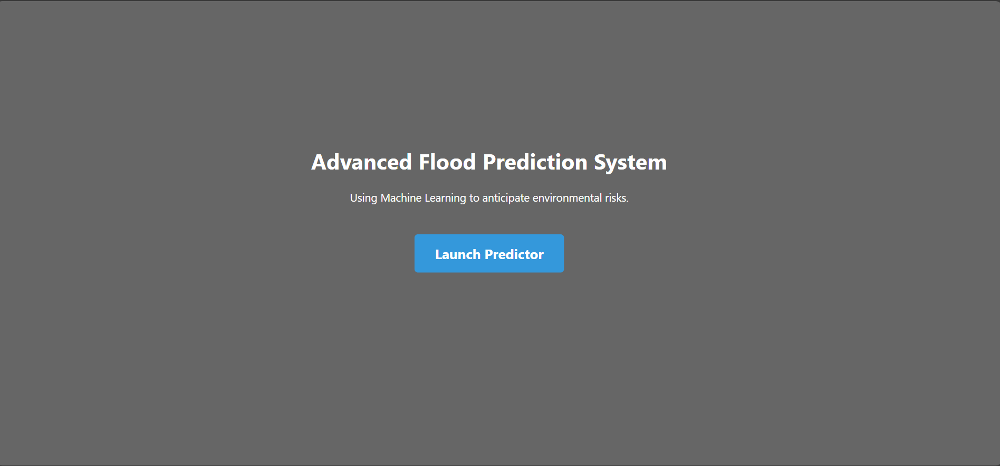 Advanced Flood Prediction System
Using Machine Learning to anticipate environmental risks.
Launch Predictor